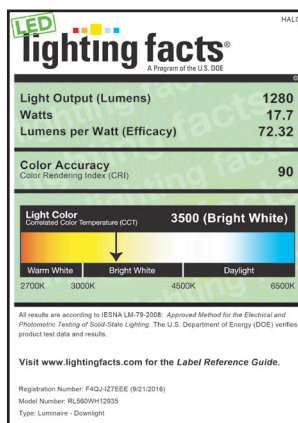 HALO
LED
lighting facts®
A Program of the U.S. DOE
Light Output (Lumens) 1280
Watts 17.7
Lumens per Watt (Efficacy) 72.32
Color Accuracy 90
Color Rendering Index (CRI)
Light Color
Correlated Color Temperature (CCT) 3500 (Bright White)
Warm White Bright White Daylight
2700K 3000K 4500K 6500K
All results are according to IESNA LM-79-2008: Approved Method for the Electrical and
Photometric Testing of Solid-State Lighting. The U.S. Department of Energy (DOE) verifies
product test data and results.
Visit www.lightingfacts.com for the Label Reference Guide.
Registration Number: F4QJ-IZ7EEE (9/21/2016)
Model Number: RL560WH12935
Type: Luminaire - Downlight